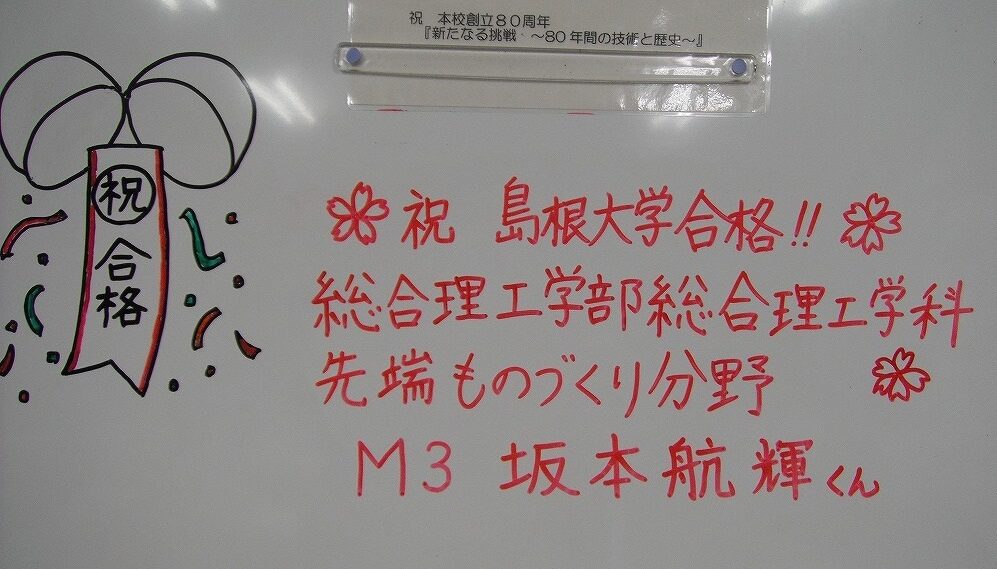 祝 本校創立80周年
『新たなる挑戦 ～80年間の技術と歴史～』
祝
合格
祝 島根大学合格!!
総合理工学部総合理工学科
先端ものづくり分野
M3 坂本航輝くん